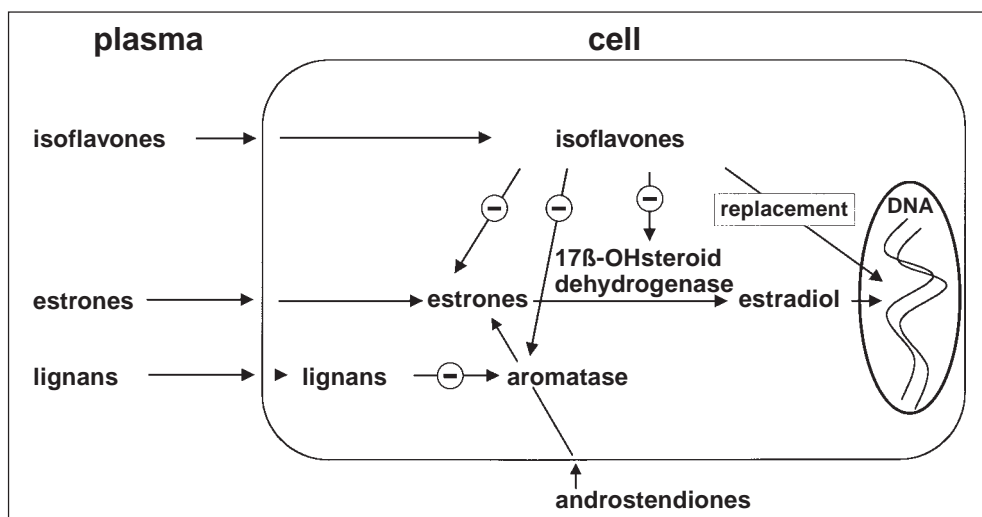 plasma
cell
isoflavones
isoflavones
−
−
−
replacement
DNA
17ß-OHsteroid
dehydrogenase
estrones
estrones
estradiol
lignans
lignans
−
aromatase
androstendiones